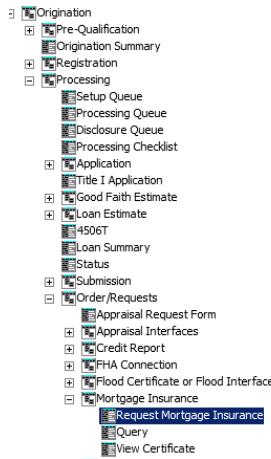 Origination
Pre-Qualification
Origination Summary
Registration
Processing
Setup Queue
Processing Queue
Disclosure Queue
Processing Checklist
Application
Title I Application
Good Faith Estimate
Loan Estimate
4506T
Loan Summary
Status
Submission
Order/Requests
Appraisal Request Form
Appraisal Interfaces
Credit Report
FHA Connection
Flood Certificate or Flood Interface
Mortgage Insurance
Request Mortgage Insurance
Query
View Certificate